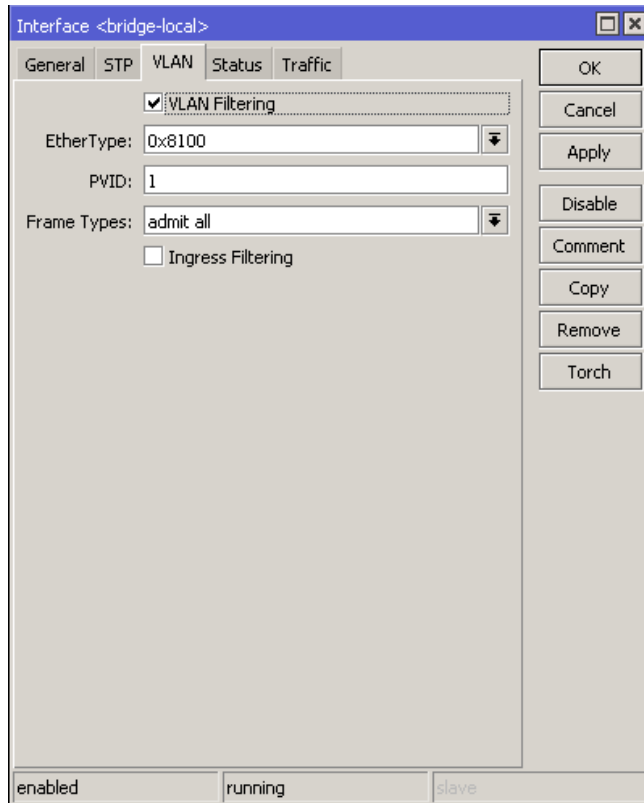 Interface <bridge-local>
General STP VLAN Status Traffic
VLAN Filtering
EtherType: 0x8100
PVID: 1
Frame Types: admit all
Ingress Filtering
OK
Cancel
Apply
Disable
Comment
Copy
Remove
Torch
enabled running slave